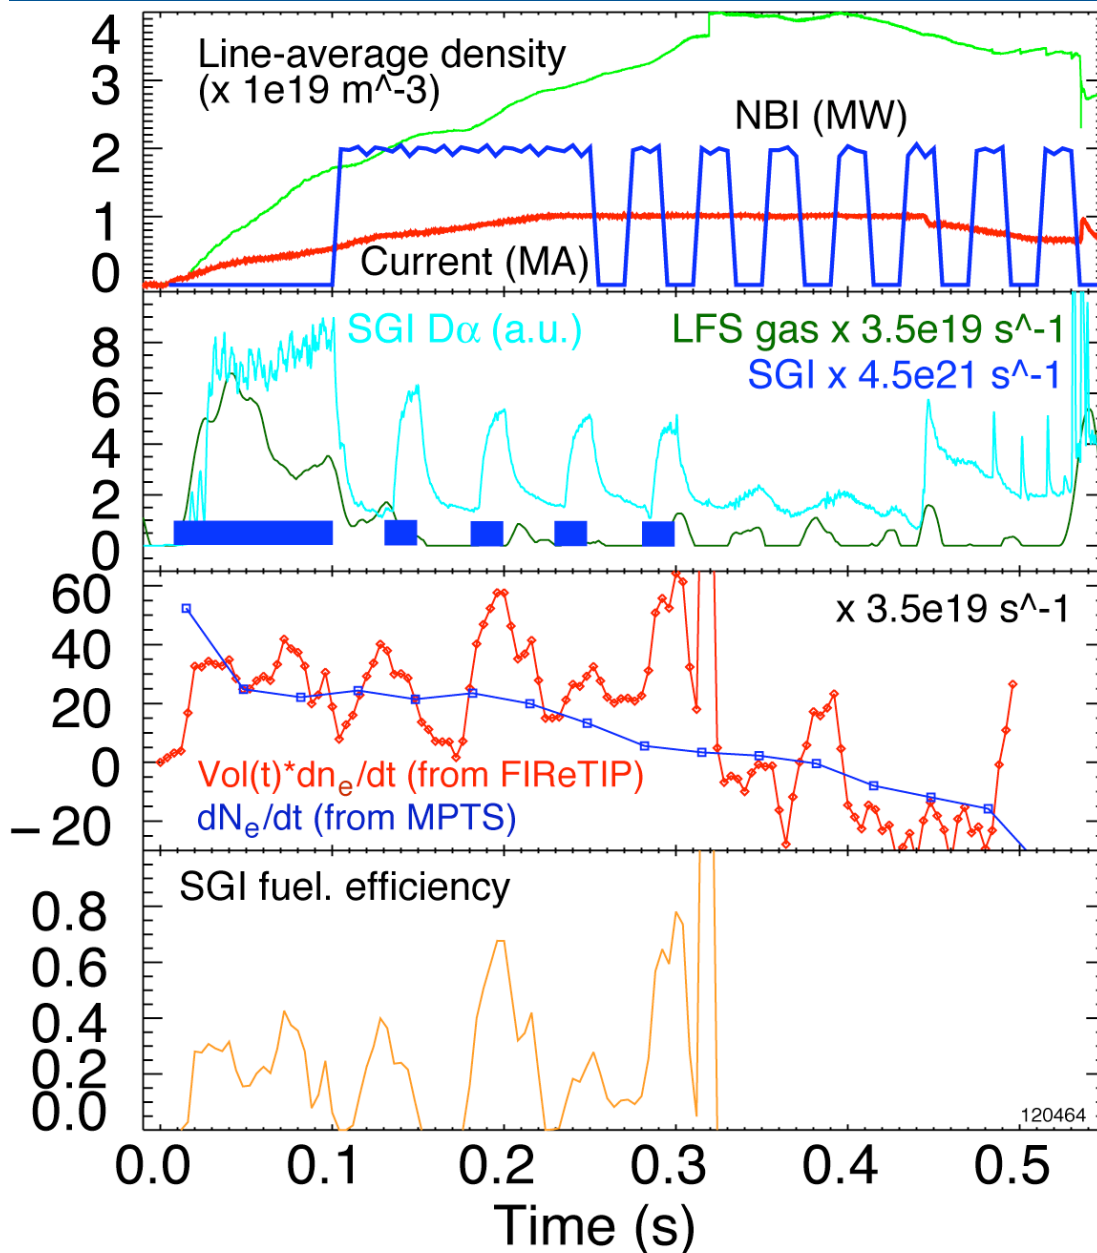 4
Line-average density
(x 1e19 m^-3)
3
NBI (MW)
2
1
Current (MA)
0
SGI Dα (a.u.)
LFS gas x 3.5e19 s^-1
8
SGI x 4.5e21 s^-1
6
4
2
0
60
x 3.5e19 s^-1
40
20
0
Vol(t)*dne/dt (from FIReTIP)
dNe/dt (from MPTS)
−20
SGI fuel. efficiency
0.8
0.6
0.4
0.2
0.0
120464
0.0 0.1 0.2 0.3 0.4 0.5
Time (s)